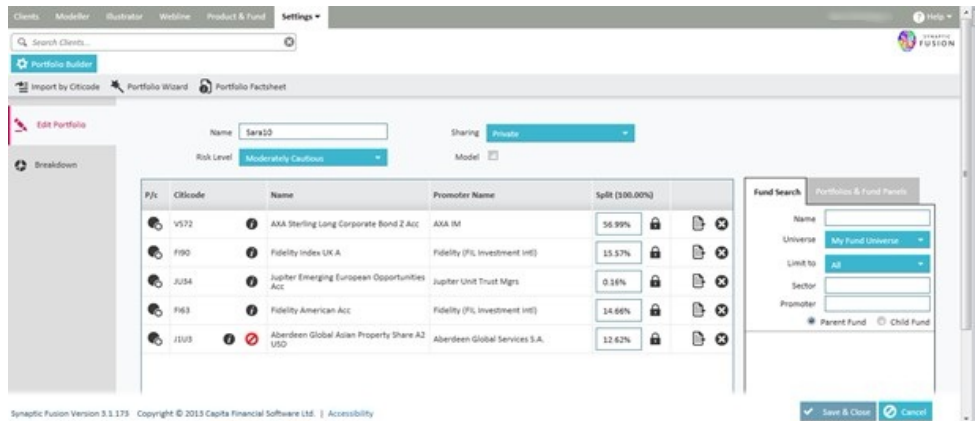 Clients Modeller Illustrator Webline Product & Fund Settings
Help
Search Clients...
SYNAPTIC
FUSION
Portfolio Builder
Import by Citicode Portfolio Wizard Portfolio Factsheet
Edit Portfolio
Breakdown
Name Sara10 Sharing Private
Risk Level Moderately Cautious Model
P/c Citicode Name Promoter Name Split (100.00%)
V572 AXA Sterling Long Corporate Bond Z Acc AXA IM 56.99%
FI90 Fidelity Index UK A Fidelity (FIL Investment Intl) 15.57%
JU34 Jupiter Emerging European Opportunities Acc Jupiter Unit Trust Mgrs 0.16%
FI63 Fidelity American Acc Fidelity (FIL Investment Intl) 14.66%
J1U3 Aberdeen Global Asian Property Share A2 USD Aberdeen Global Services S.A. 12.62%
Fund Search Portfolios & Fund Panels
Name
Universe My Fund Universe
Limit to All
Sector
Promoter
Parent Fund Child Fund
Synaptic Fusion Version 3.1.173 Copyright © 2013 Capita Financial Software Ltd. | Accessibility
Save & Close Cancel